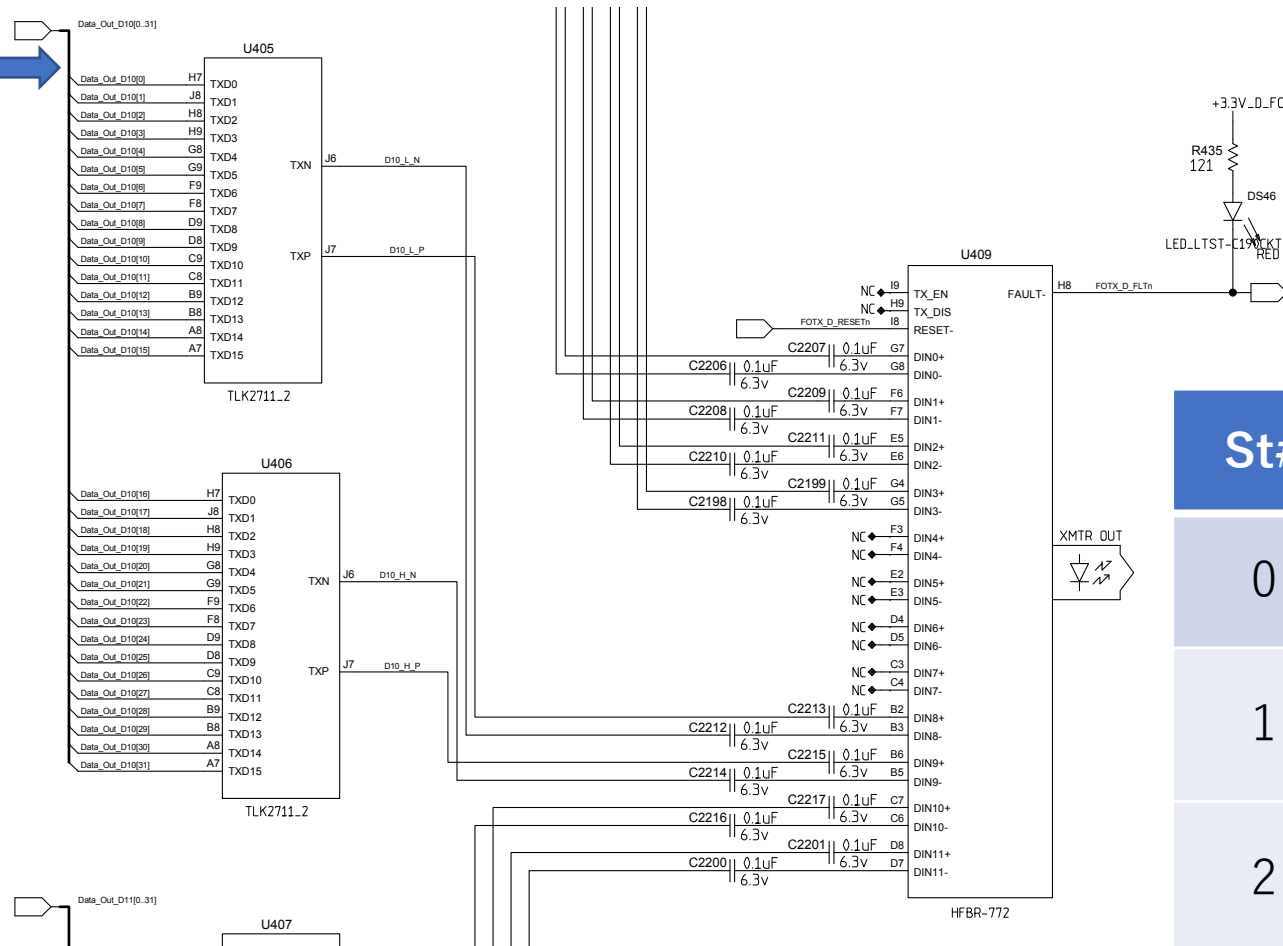 Data_Out_D10[0..31]
U405
Data_Out_D10[0] H7 TXD0
Data_Out_D10[1] J8 TXD1
Data_Out_D10[2] H8 TXD2
Data_Out_D10[3] H9 TXD3
Data_Out_D10[4] G8 TXD4
Data_Out_D10[5] G9 TXD5
Data_Out_D10[6] F9 TXD6
Data_Out_D10[7] F8 TXD7
Data_Out_D10[8] D9 TXD8
Data_Out_D10[9] D8 TXD9
Data_Out_D10[10] C9 TXD10
Data_Out_D10[11] C8 TXD11
Data_Out_D10[12] B9 TXD12
Data_Out_D10[13] B8 TXD13
Data_Out_D10[14] A8 TXD14
Data_Out_D10[15] A7 TXD15
TXN J6 D10_L_N
TXP J7 D10_L_P
TLK2711_2
U406
Data_Out_D10[16] H7 TXD0
Data_Out_D10[17] J8 TXD1
Data_Out_D10[18] H8 TXD2
Data_Out_D10[19] H9 TXD3
Data_Out_D10[20] G8 TXD4
Data_Out_D10[21] G9 TXD5
Data_Out_D10[22] F9 TXD6
Data_Out_D10[23] F8 TXD7
Data_Out_D10[24] D9 TXD8
Data_Out_D10[25] D8 TXD9
Data_Out_D10[26] C9 TXD10
Data_Out_D10[27] C8 TXD11
Data_Out_D10[28] B9 TXD12
Data_Out_D10[29] B8 TXD13
Data_Out_D10[30] A8 TXD14
Data_Out_D10[31] A7 TXD15
TXN J6 D10_H_N
TXP J7 D10_H_P
TLK2711_2
Data_Out_D11[0..31]
U407
U409
NC I9 TX_EN
NC H9 TX_DIS
FOTX_D_RESETn I8 RESET-
C2207 0.1uF 6.3v G7 DIN0+
C2206 0.1uF 6.3v G8 DIN0-
C2209 0.1uF 6.3v F6 DIN1+
C2208 0.1uF 6.3v F7 DIN1-
C2211 0.1uF 6.3v E5 DIN2+
C2210 0.1uF 6.3v E6 DIN2-
C2199 0.1uF 6.3v G4 DIN3+
C2198 0.1uF 6.3v G5 DIN3-
NC F3 DIN4+
NC F4 DIN4-
NC E2 DIN5+
NC E3 DIN5-
NC D4 DIN6+
NC D5 DIN6-
NC C3 DIN7+
NC C4 DIN7-
C2213 0.1uF 6.3v B2 DIN8+
C2212 0.1uF 6.3v B3 DIN8-
C2215 0.1uF 6.3v B6 DIN9+
C2214 0.1uF 6.3v B5 DIN9-
C2217 0.1uF 6.3v C7 DIN10+
C2216 0.1uF 6.3v C6 DIN10-
C2201 0.1uF 6.3v D8 DIN11+
C2200 0.1uF 6.3v D7 DIN11-
FAULT- H8 FOTX_D_FLTn
XMTR OUT
HFBR-772
+3.3V_D_FO
R435
121
DS46
LED_LTST-C190CKT
RED
St#
0
1
2